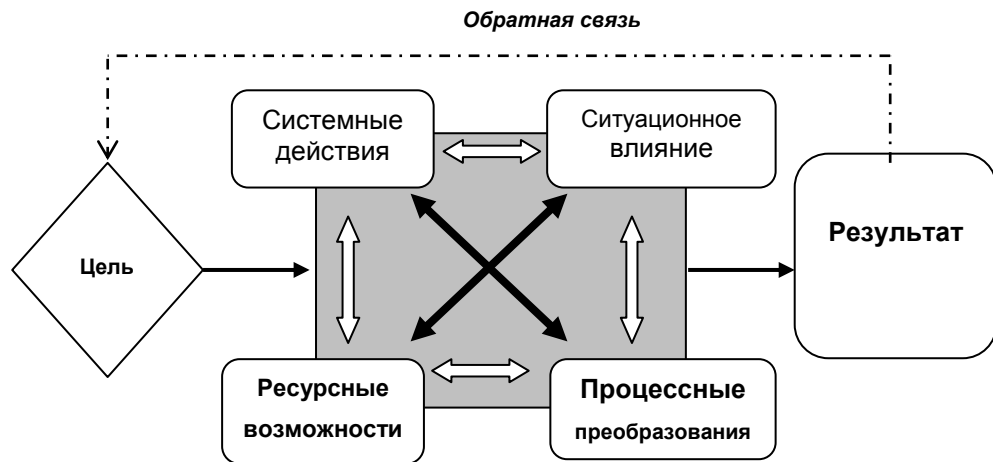 Обратная связь
Системные
действия
Ситуационное
влияние
Цель
Результат
Ресурсные
возможности
Процессные
преобразования